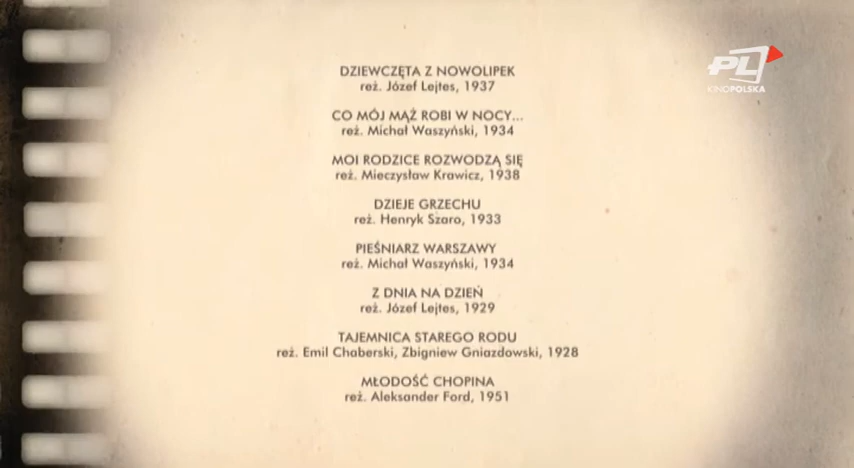 PL
KINOPOLSKA
DZIEWCZĘTA Z NOWOLIPEK
reż. Józef Lejtes, 1937
CO MÓJ MĄŻ ROBI W NOCY...
reż. Michał Waszyński, 1934
MOI RODZICE ROZWODZĄ SIĘ
reż. Mieczysław Krawicz, 1938
DZIEJE GRZECHU
reż. Henryk Szaro, 1933
PIEŚNIARZ WARSZAWY
reż. Michał Waszyński, 1934
Z DNIA NA DZIEŃ
reż. Józef Lejtes, 1929
TAJEMNICA STAREGO RODU
reż. Emil Chaberski, Zbigniew Gniazdowski, 1928
MŁODOŚĆ CHOPINA
reż. Aleksander Ford, 1951